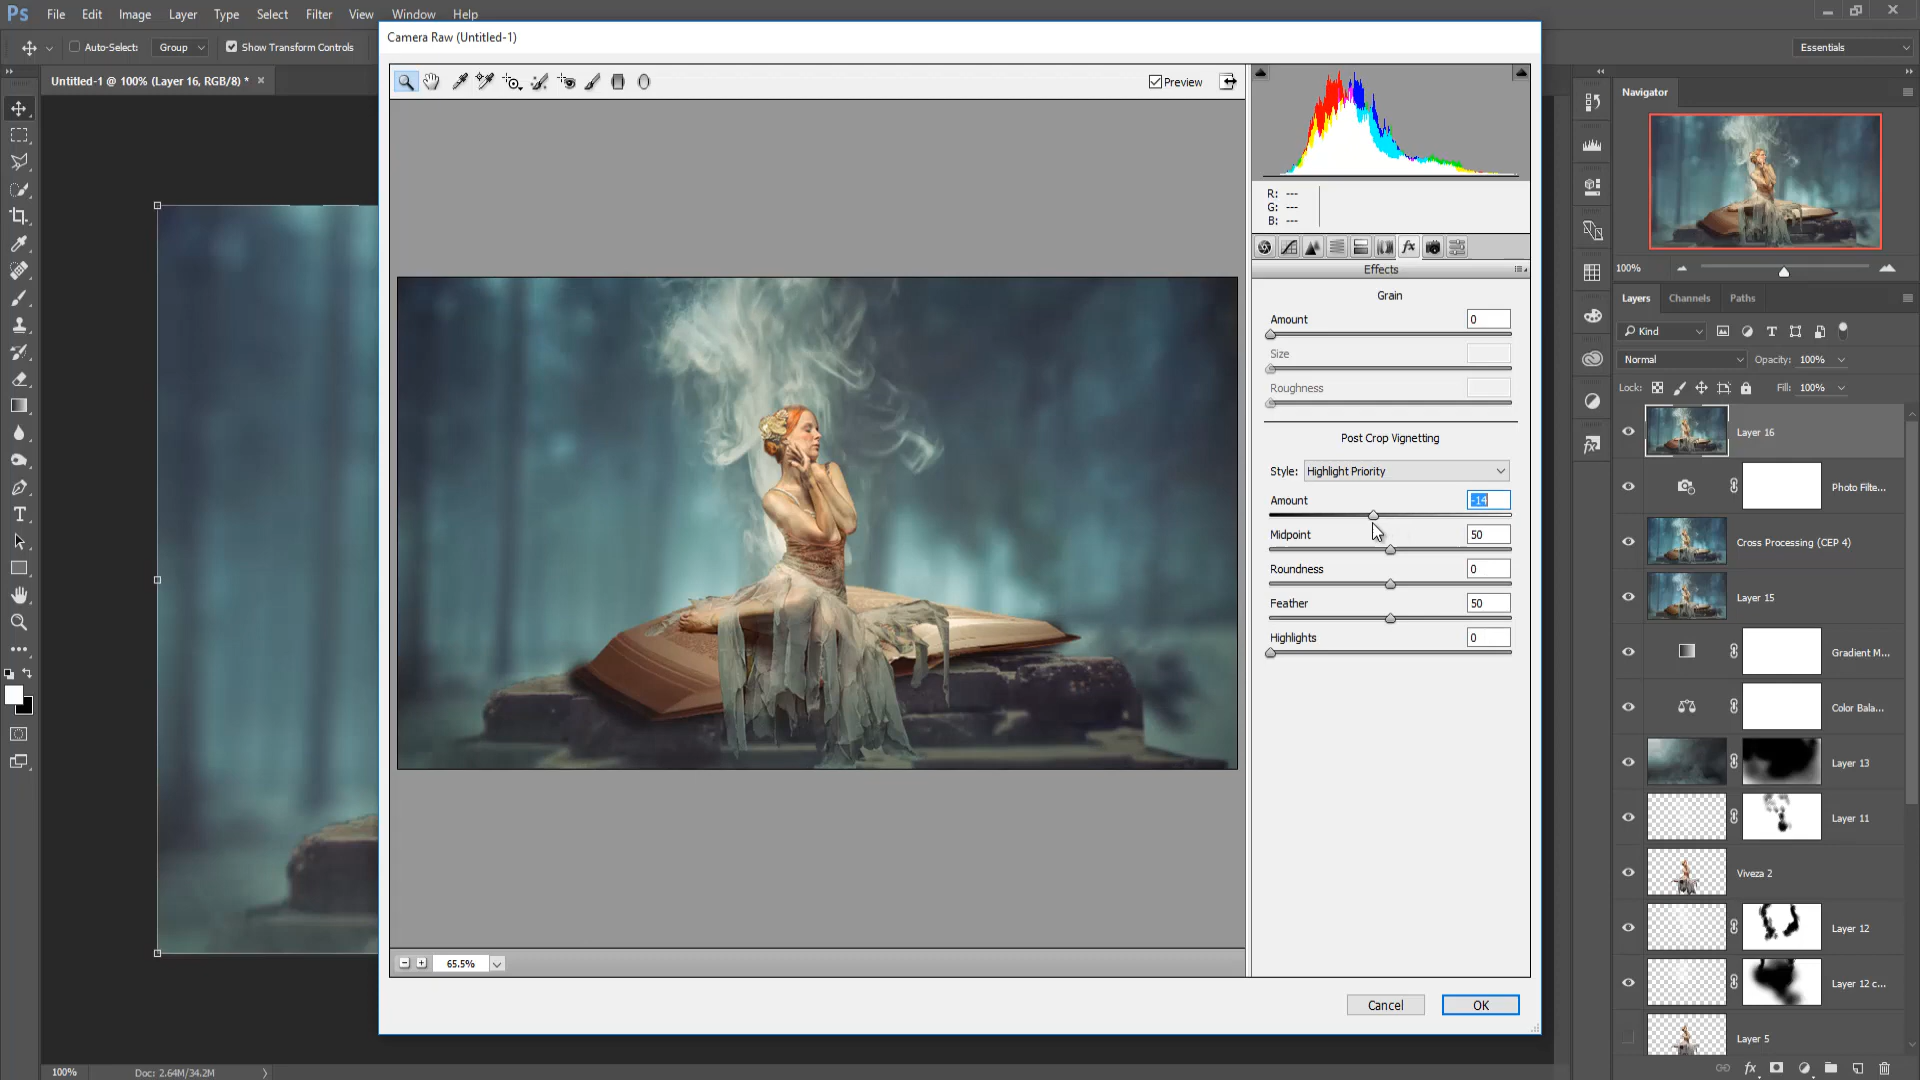 Ps File Edit Image Layer Type Select Filter View Window Help
Camera Raw (Untitled-1)
Auto-Select: Group Show Transform Controls
Essentials
Untitled-1 @ 100% (Layer 16, RGB/8) *
Preview
Navigator
R: ---
G: ---
B: ---
fx
Effects
100%
Grain
Amount 0
Size
Roughness
Post Crop Vignetting
Style: Highlight Priority
Amount -14
Midpoint 50
Roundness 0
Feather 50
Highlights 0
65.5%
Cancel OK
Layers Channels Paths
Kind
Normal Opacity: 100%
Lock: Fill: 100%
Layer 16
Photo Filte...
Cross Processing (CEP 4)
Layer 15
Gradient M...
Color Bala...
Layer 13
Layer 11
Viveza 2
Layer 12
Layer 12 c...
Layer 5
fx
100% Doc: 2.64M/34.2M